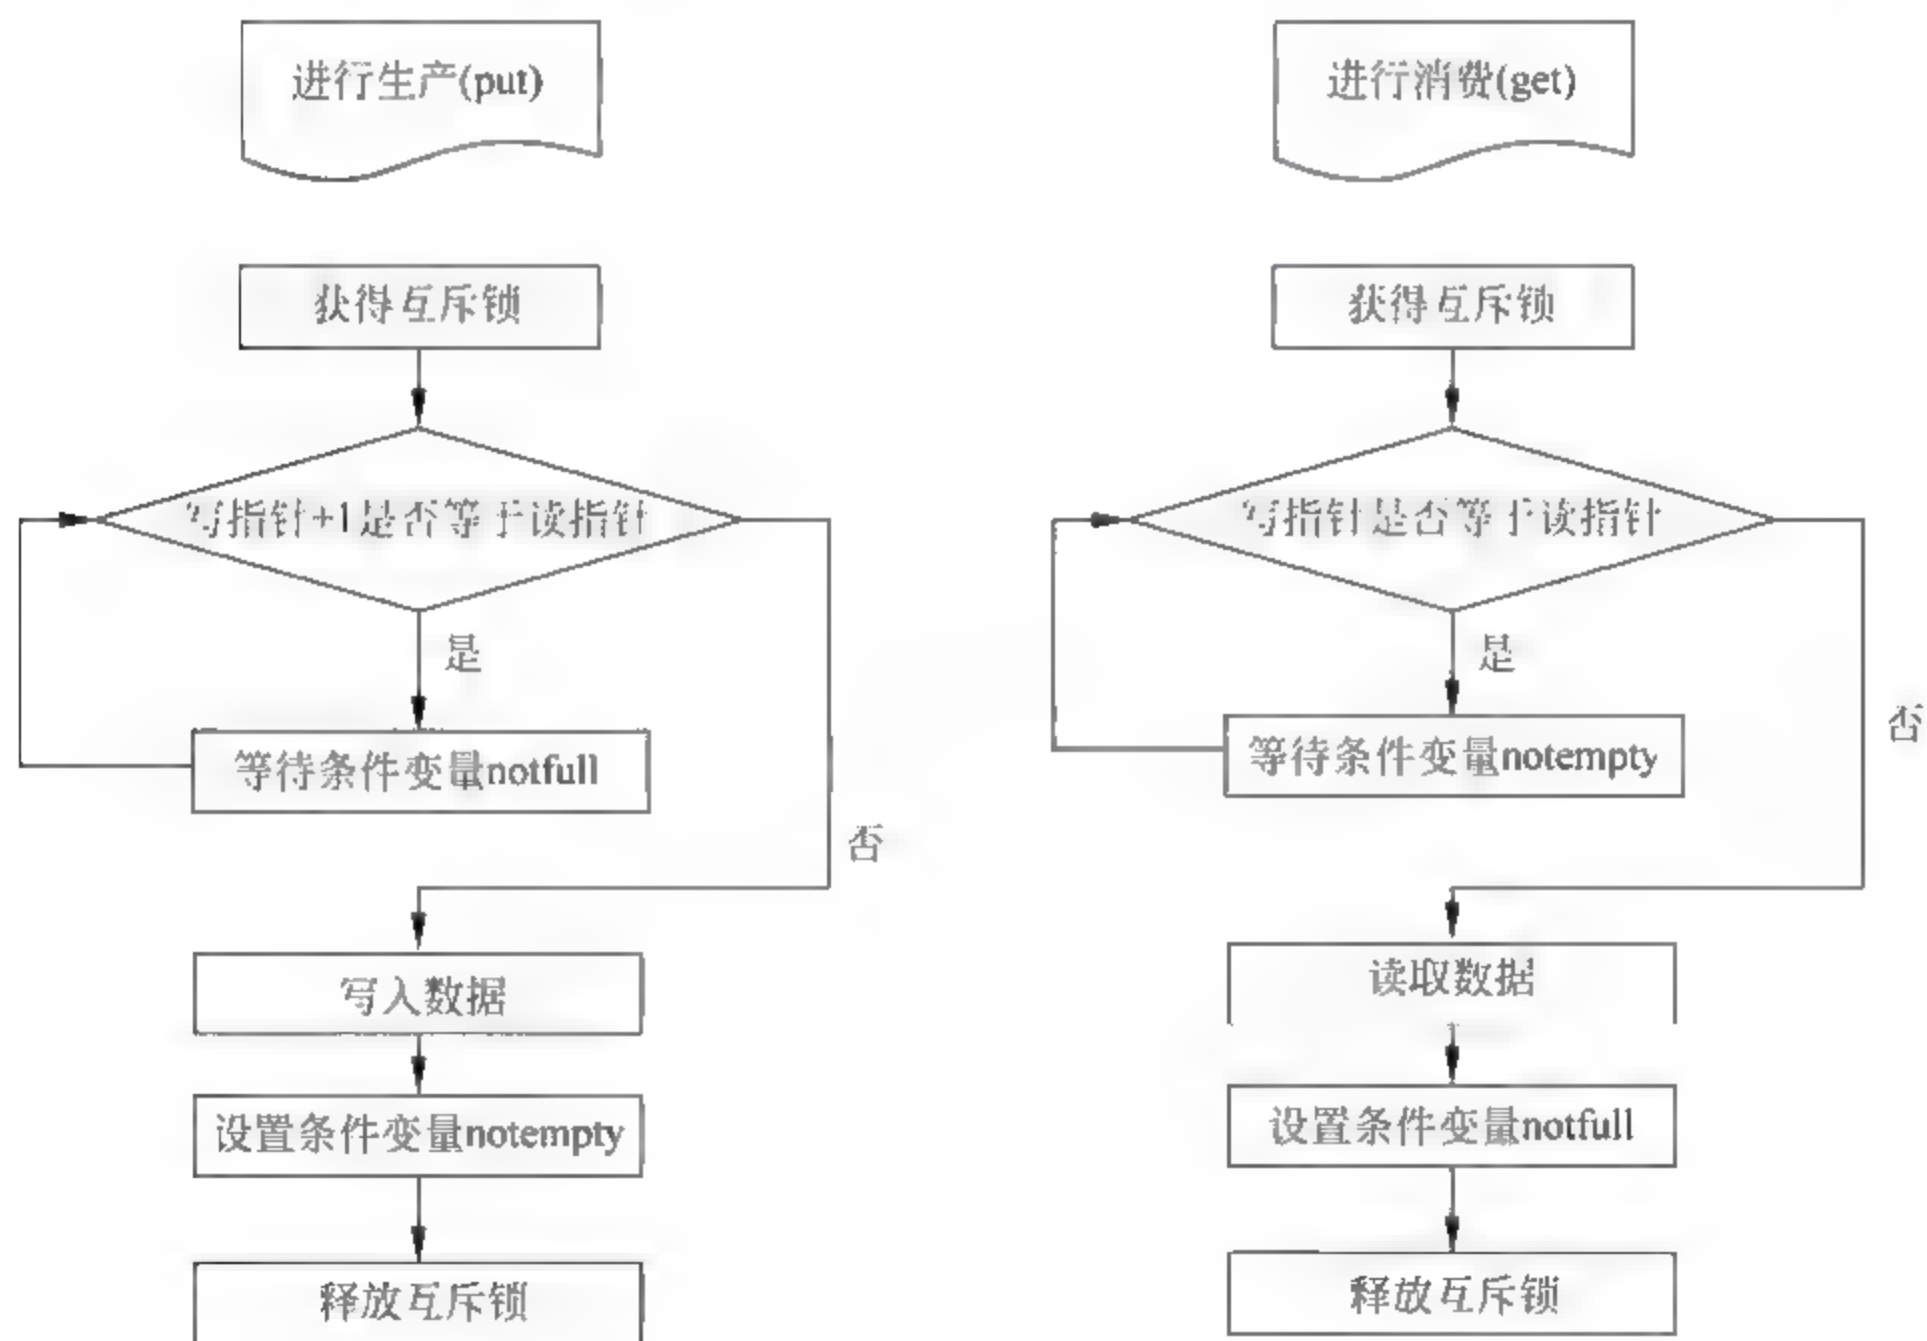 进行生产(put)
获得互斥锁
写指针+1是否等于读指针
是
等待条件变量notfull
否
写入数据
设置条件变量notempty
释放互斥锁
进行消费(get)
获得互斥锁
写指针是否等于读指针
是
否
等待条件变量notempty
读取数据
设置条件变量notfull
释放互斥锁